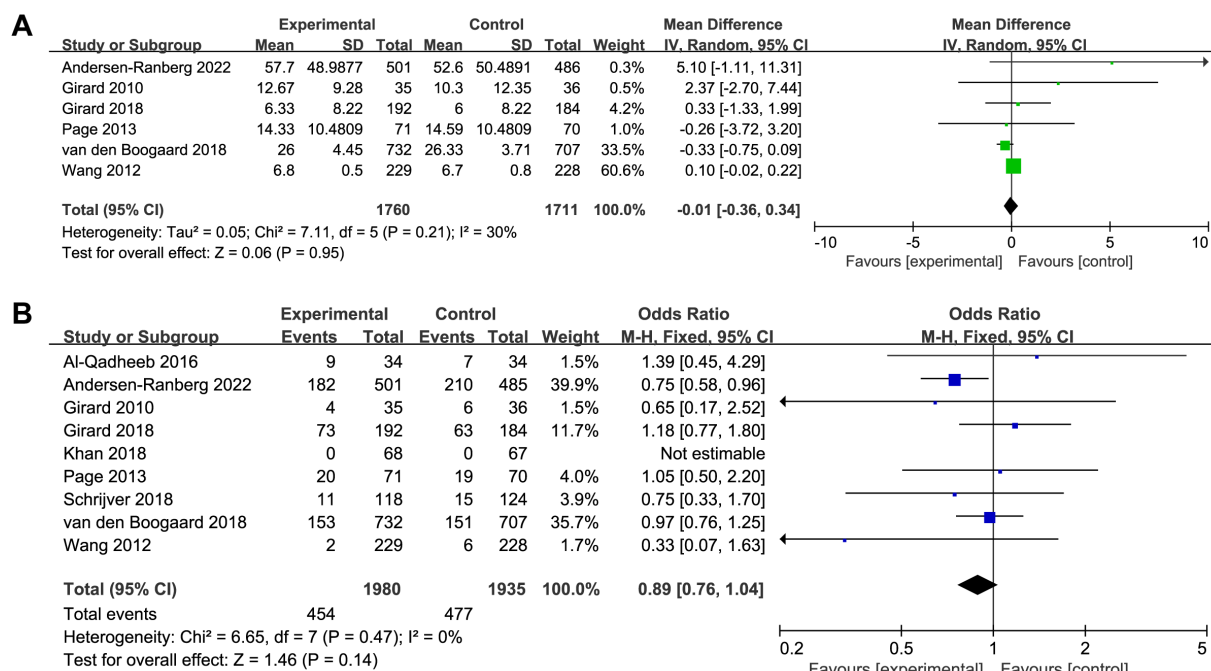 A
Experimental Control Mean Difference Mean Difference
Study or Subgroup Mean SD Total Mean SD Total Weight IV, Random, 95% CI IV, Random, 95% CI
Andersen-Ranberg 2022 57.7 48.9877 501 52.6 50.4891 486 0.3% 5.10 [-1.11, 11.31]
Girard 2010 12.67 9.28 35 10.3 12.35 36 0.5% 2.37 [-2.70, 7.44]
Girard 2018 6.33 8.22 192 6 8.22 184 4.2% 0.33 [-1.33, 1.99]
Page 2013 14.33 10.4809 71 14.59 10.4809 70 1.0% -0.26 [-3.72, 3.20]
van den Boogaard 2018 26 4.45 732 26.33 3.71 707 33.5% -0.33 [-0.75, 0.09]
Wang 2012 6.8 0.5 229 6.7 0.8 228 60.6% 0.10 [-0.02, 0.22]
Total (95% CI) 1760 1711 100.0% -0.01 [-0.36, 0.34]
Heterogeneity: Tau² = 0.05; Chi² = 7.11, df = 5 (P = 0.21); I² = 30%
Test for overall effect: Z = 0.06 (P = 0.95)
-10 -5 0 5 10
Favours [experimental] Favours [control]
B
Experimental Control Odds Ratio Odds Ratio
Study or Subgroup Events Total Events Total Weight M-H, Fixed, 95% CI M-H, Fixed, 95% CI
Al-Qadheeb 2016 9 34 7 34 1.5% 1.39 [0.45, 4.29]
Andersen-Ranberg 2022 182 501 210 485 39.9% 0.75 [0.58, 0.96]
Girard 2010 4 35 6 36 1.5% 0.65 [0.17, 2.52]
Girard 2018 73 192 63 184 11.7% 1.18 [0.77, 1.80]
Khan 2018 0 68 0 67 Not estimable
Page 2013 20 71 19 70 4.0% 1.05 [0.50, 2.20]
Schrijver 2018 11 118 15 124 3.9% 0.75 [0.33, 1.70]
van den Boogaard 2018 153 732 151 707 35.7% 0.97 [0.76, 1.25]
Wang 2012 2 229 6 228 1.7% 0.33 [0.07, 1.63]
Total (95% CI) 1980 1935 100.0% 0.89 [0.76, 1.04]
Total events 454 477
Heterogeneity: Chi² = 6.65, df = 7 (P = 0.47); I² = 0%
Test for overall effect: Z = 1.46 (P = 0.14)
0.2 0.5 1 2 5
Favours [experimental] Favours [control]